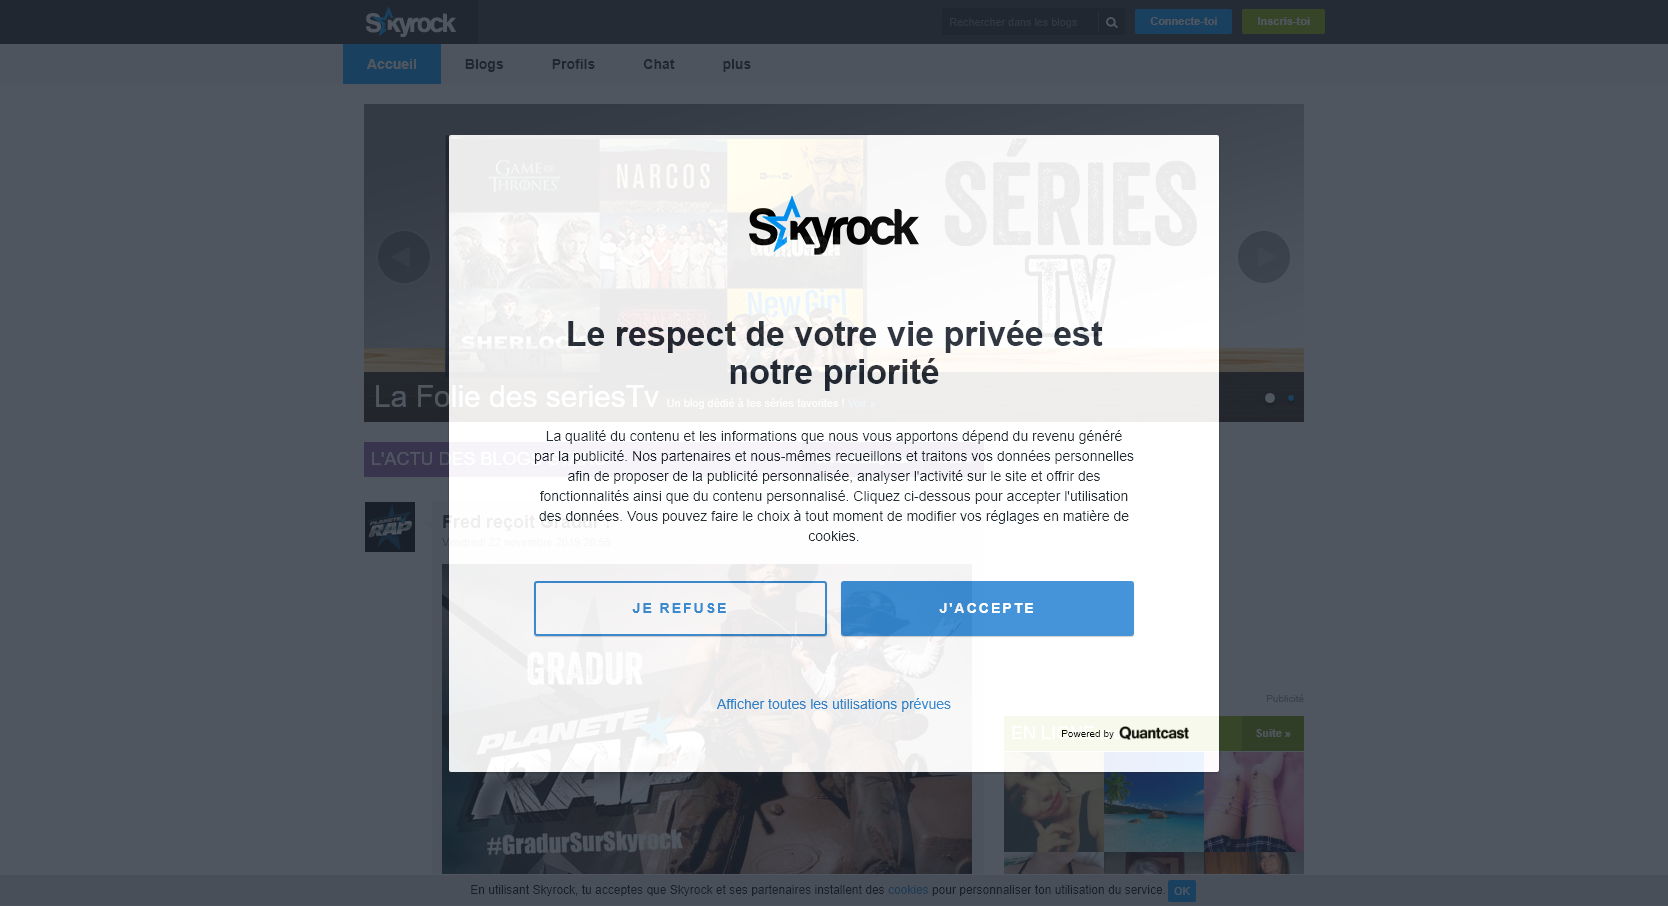 Skyrock
Rechercher dans les blogs
Connecte-toi
Inscris-toi
Accueil
Blogs
Profils
Chat
plus
GAME OF
THRONES
NARCOS
SÉRIES
TV
New Girl
SHERLOCK
Skyrock
Le respect de votre vie privée est
notre priorité
La Folie des seriesTv Un blog dédié à tes séries favorites ! Voir »
La qualité du contenu et les informations que nous vous apportons dépend du revenu généré
par la publicité. Nos partenaires et nous-mêmes recueillons et traitons vos données personnelles
afin de proposer de la publicité personnalisée, analyser l'activité sur le site et offrir des
fonctionnalités ainsi que du contenu personnalisé. Cliquez ci-dessous pour accepter l'utilisation
des données. Vous pouvez faire le choix à tout moment de modifier vos réglages en matière de
cookies.
L'ACTU DES BLOGS
PLANETE
RAP
Fred reçoit Gradur !
JE REFUSE
J'ACCEPTE
GRADUR
PLANETE
RAP
#GradurSurSkyrock
Afficher toutes les utilisations prévues
Publicité
EN LIGNE
Suite »
Powered by Quantcast
En utilisant Skyrock, tu acceptes que Skyrock et ses partenaires installent des cookies pour personnaliser ton utilisation du service. OK